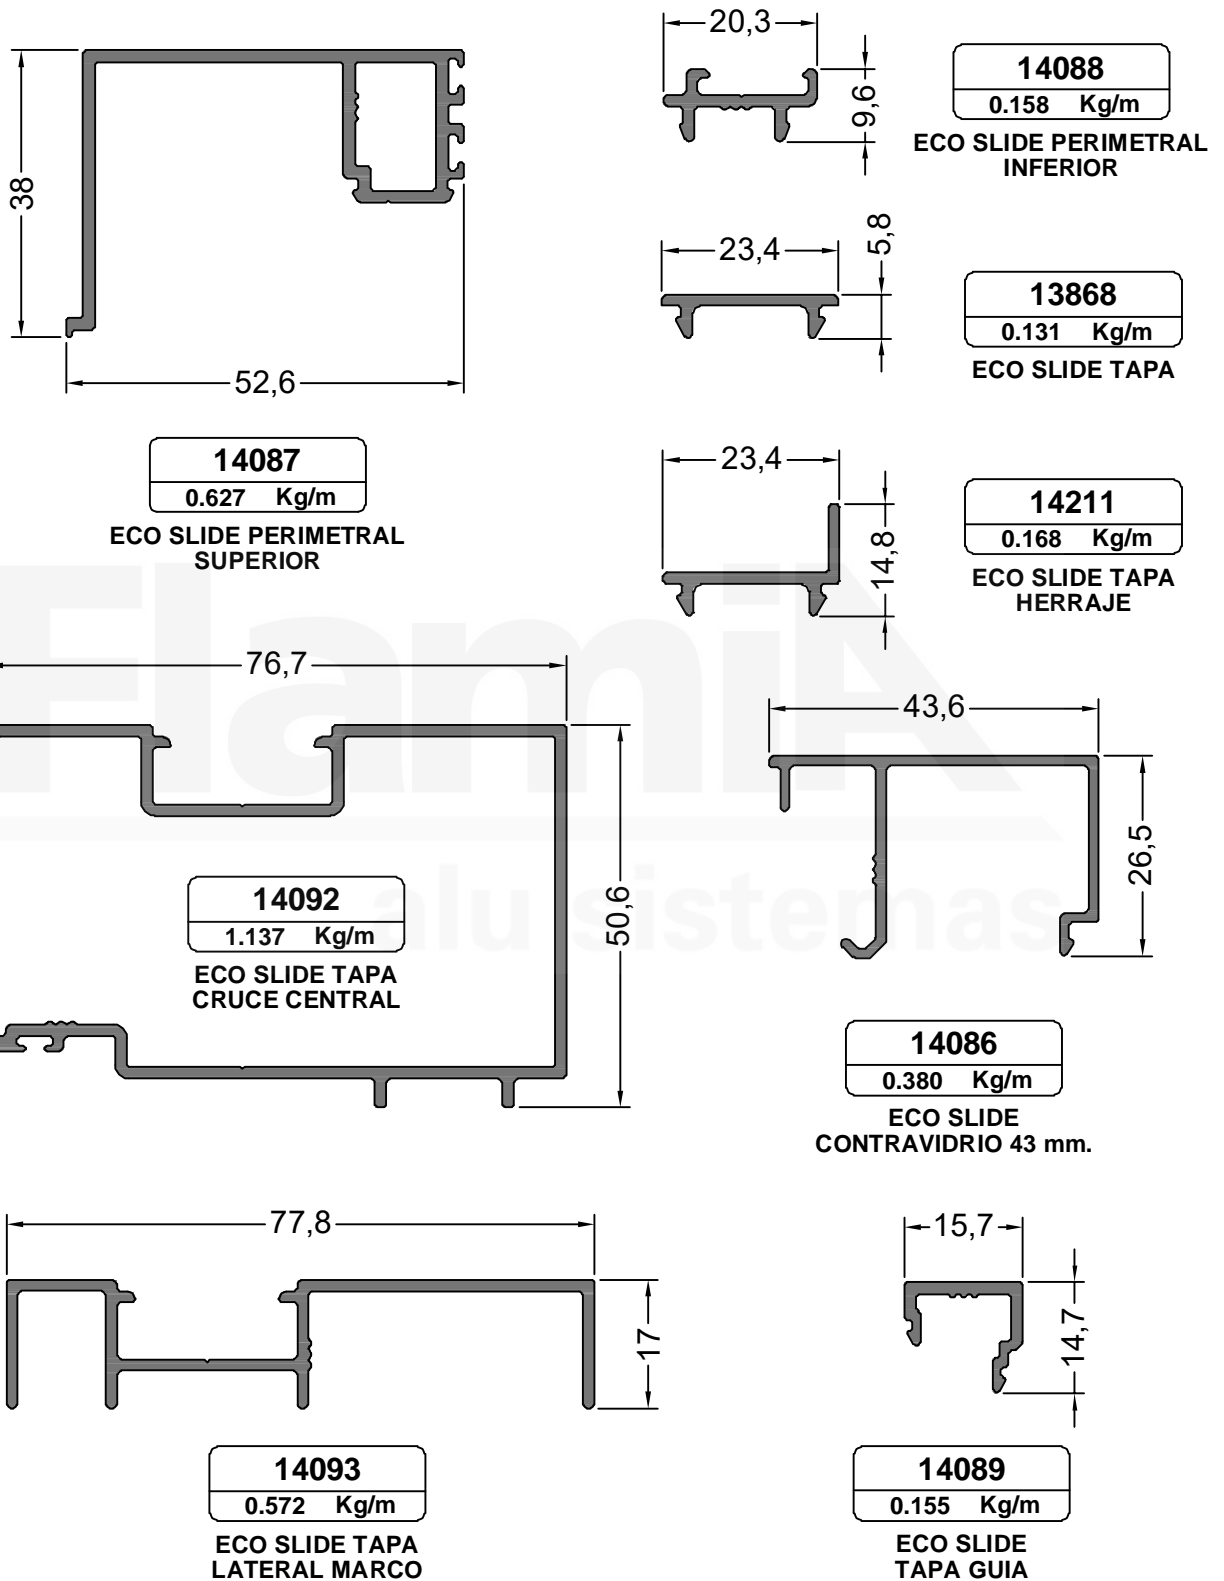 38
52,6
14087
0.627 Kg/m
ECO SLIDE PERIMETRAL
SUPERIOR
20,3
9,6
14088
0.158 Kg/m
ECO SLIDE PERIMETRAL
INFERIOR
23,4
5,8
13868
0.131 Kg/m
ECO SLIDE TAPA
23,4
14,8
14211
0.168 Kg/m
ECO SLIDE TAPA
HERRAJE
FlamiA
alu sistemas
76,7
50,6
14092
1.137 Kg/m
ECO SLIDE TAPA
CRUCE CENTRAL
43,6
26,5
14086
0.380 Kg/m
ECO SLIDE
CONTRAVIDRIO 43 mm.
77,8
17
14093
0.572 Kg/m
ECO SLIDE TAPA
LATERAL MARCO
15,7
14,7
14089
0.155 Kg/m
ECO SLIDE
TAPA GUIA